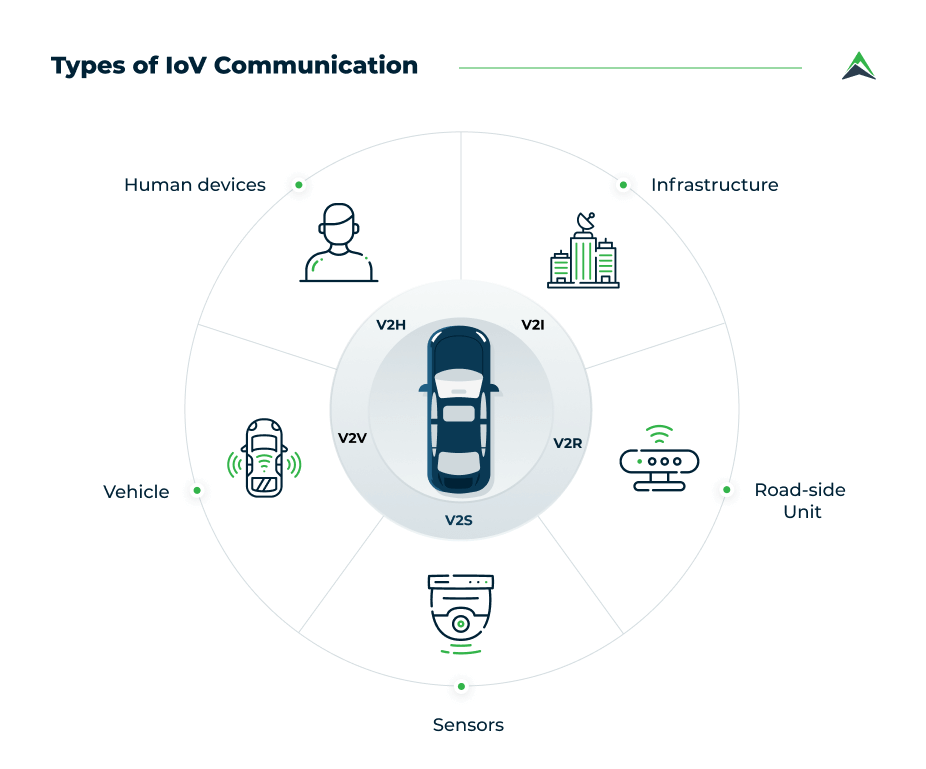 Types of IoV Communication
Human devices
Infrastructure
V2H
V2I
V2V
V2R
Vehicle
Road-side
Unit
V2S
Sensors